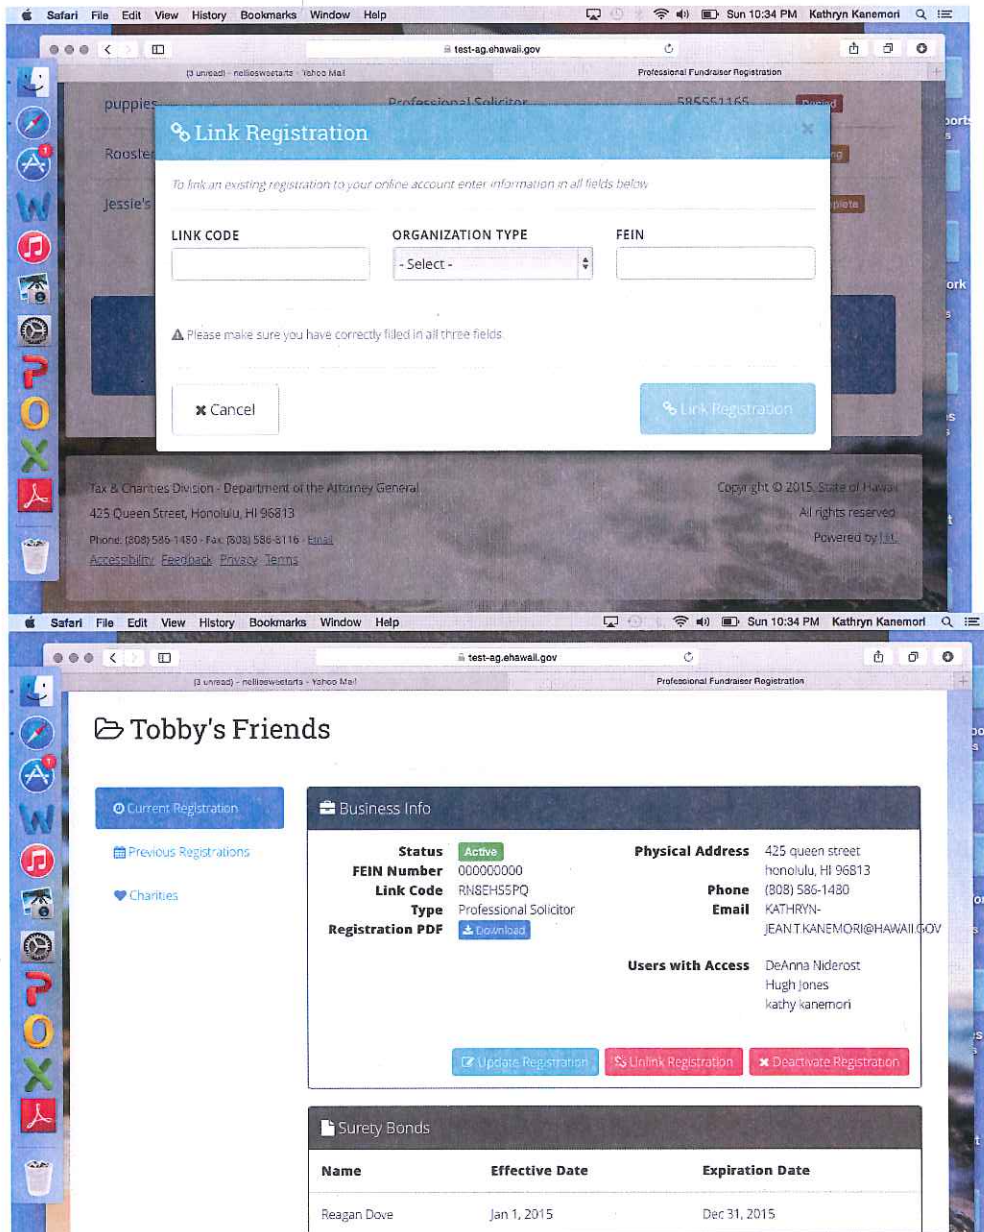 Safari File Edit View History Bookmarks Window Help Sun 10:34 PM Kathryn Kanemori
test-ag.ehawaii.gov
(3 unread) - nelliesweetarts - Yahoo Mail Professional Fundraiser Registration
puppies Professional Solicitor 585551165 Denied
Link Registration
Rooster
To link an existing registration to your online account enter information in all fields below
Jessie's
LINK CODE ORGANIZATION TYPE FEIN
- Select -
Please make sure you have correctly filled in all three fields
Cancel Link Registration
Tax & Charities Division - Department of the Attorney General Copyright © 2015, State of Hawaii
425 Queen Street, Honolulu, HI 96813 All rights reserved
Phone: (808) 586-1480 - Fax: (808) 586-8116 - Email Powered by HIC
Accessibility Feedback Privacy Terms
Safari File Edit View History Bookmarks Window Help Sun 10:34 PM Kathryn Kanemori
test-ag.ehawaii.gov
(3 unread) - nelliesweetarts - Yahoo Mail Professional Fundraiser Registration
Tobby's Friends
Current Registration
Previous Registrations
Charities
Business Info
Status Active
FEIN Number 000000000
Link Code RN8EHS5PQ
Type Professional Solicitor
Registration PDF Download
Physical Address 425 queen street
honolulu, HI 96813
Phone (808) 586-1480
Email KATHRYN-
JEAN.T.KANEMORI@HAWAII.GOV
Users with Access DeAnna Niderost
Hugh Jones
kathy kanemori
Update Registration Unlink Registration Deactivate Registration
Surety Bonds
Name Effective Date Expiration Date
Reagan Dove Jan 1, 2015 Dec 31, 2015